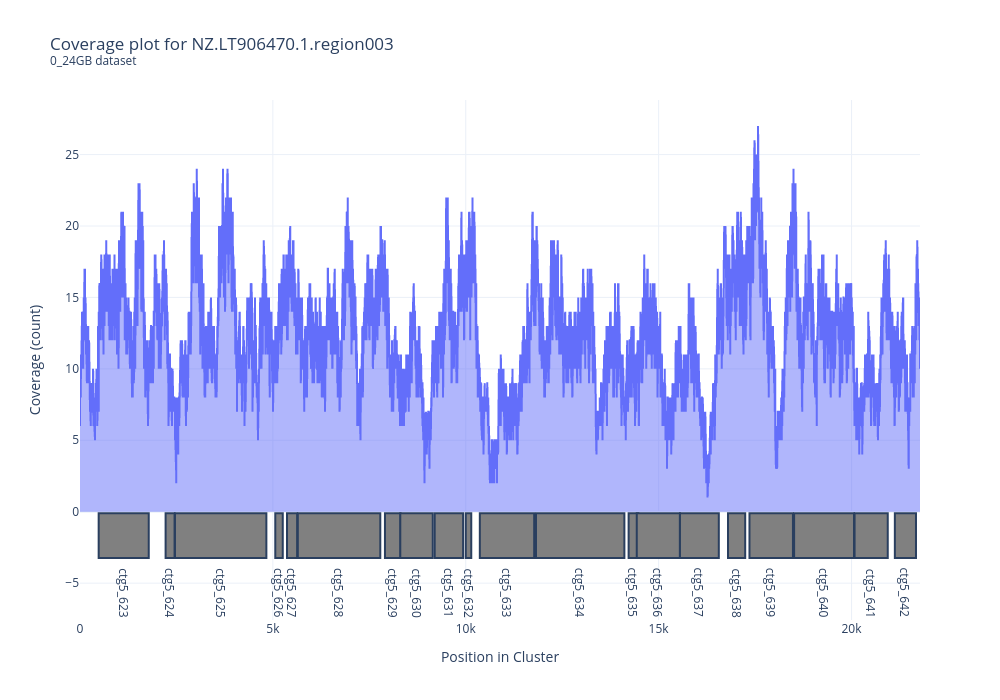 Coverage plot for NZ.LT906470.1.region003
0_24GB dataset
Coverage (count)
25
20
15
10
5
0
−5
ctg5_623
ctg5_624
ctg5_625
ctg5_626
ctg5_627
ctg5_628
ctg5_629
ctg5_630
ctg5_631
ctg5_632
ctg5_633
ctg5_634
ctg5_635
ctg5_636
ctg5_637
ctg5_638
ctg5_639
ctg5_640
ctg5_641
ctg5_642
0
5k
10k
15k
20k
Position in Cluster